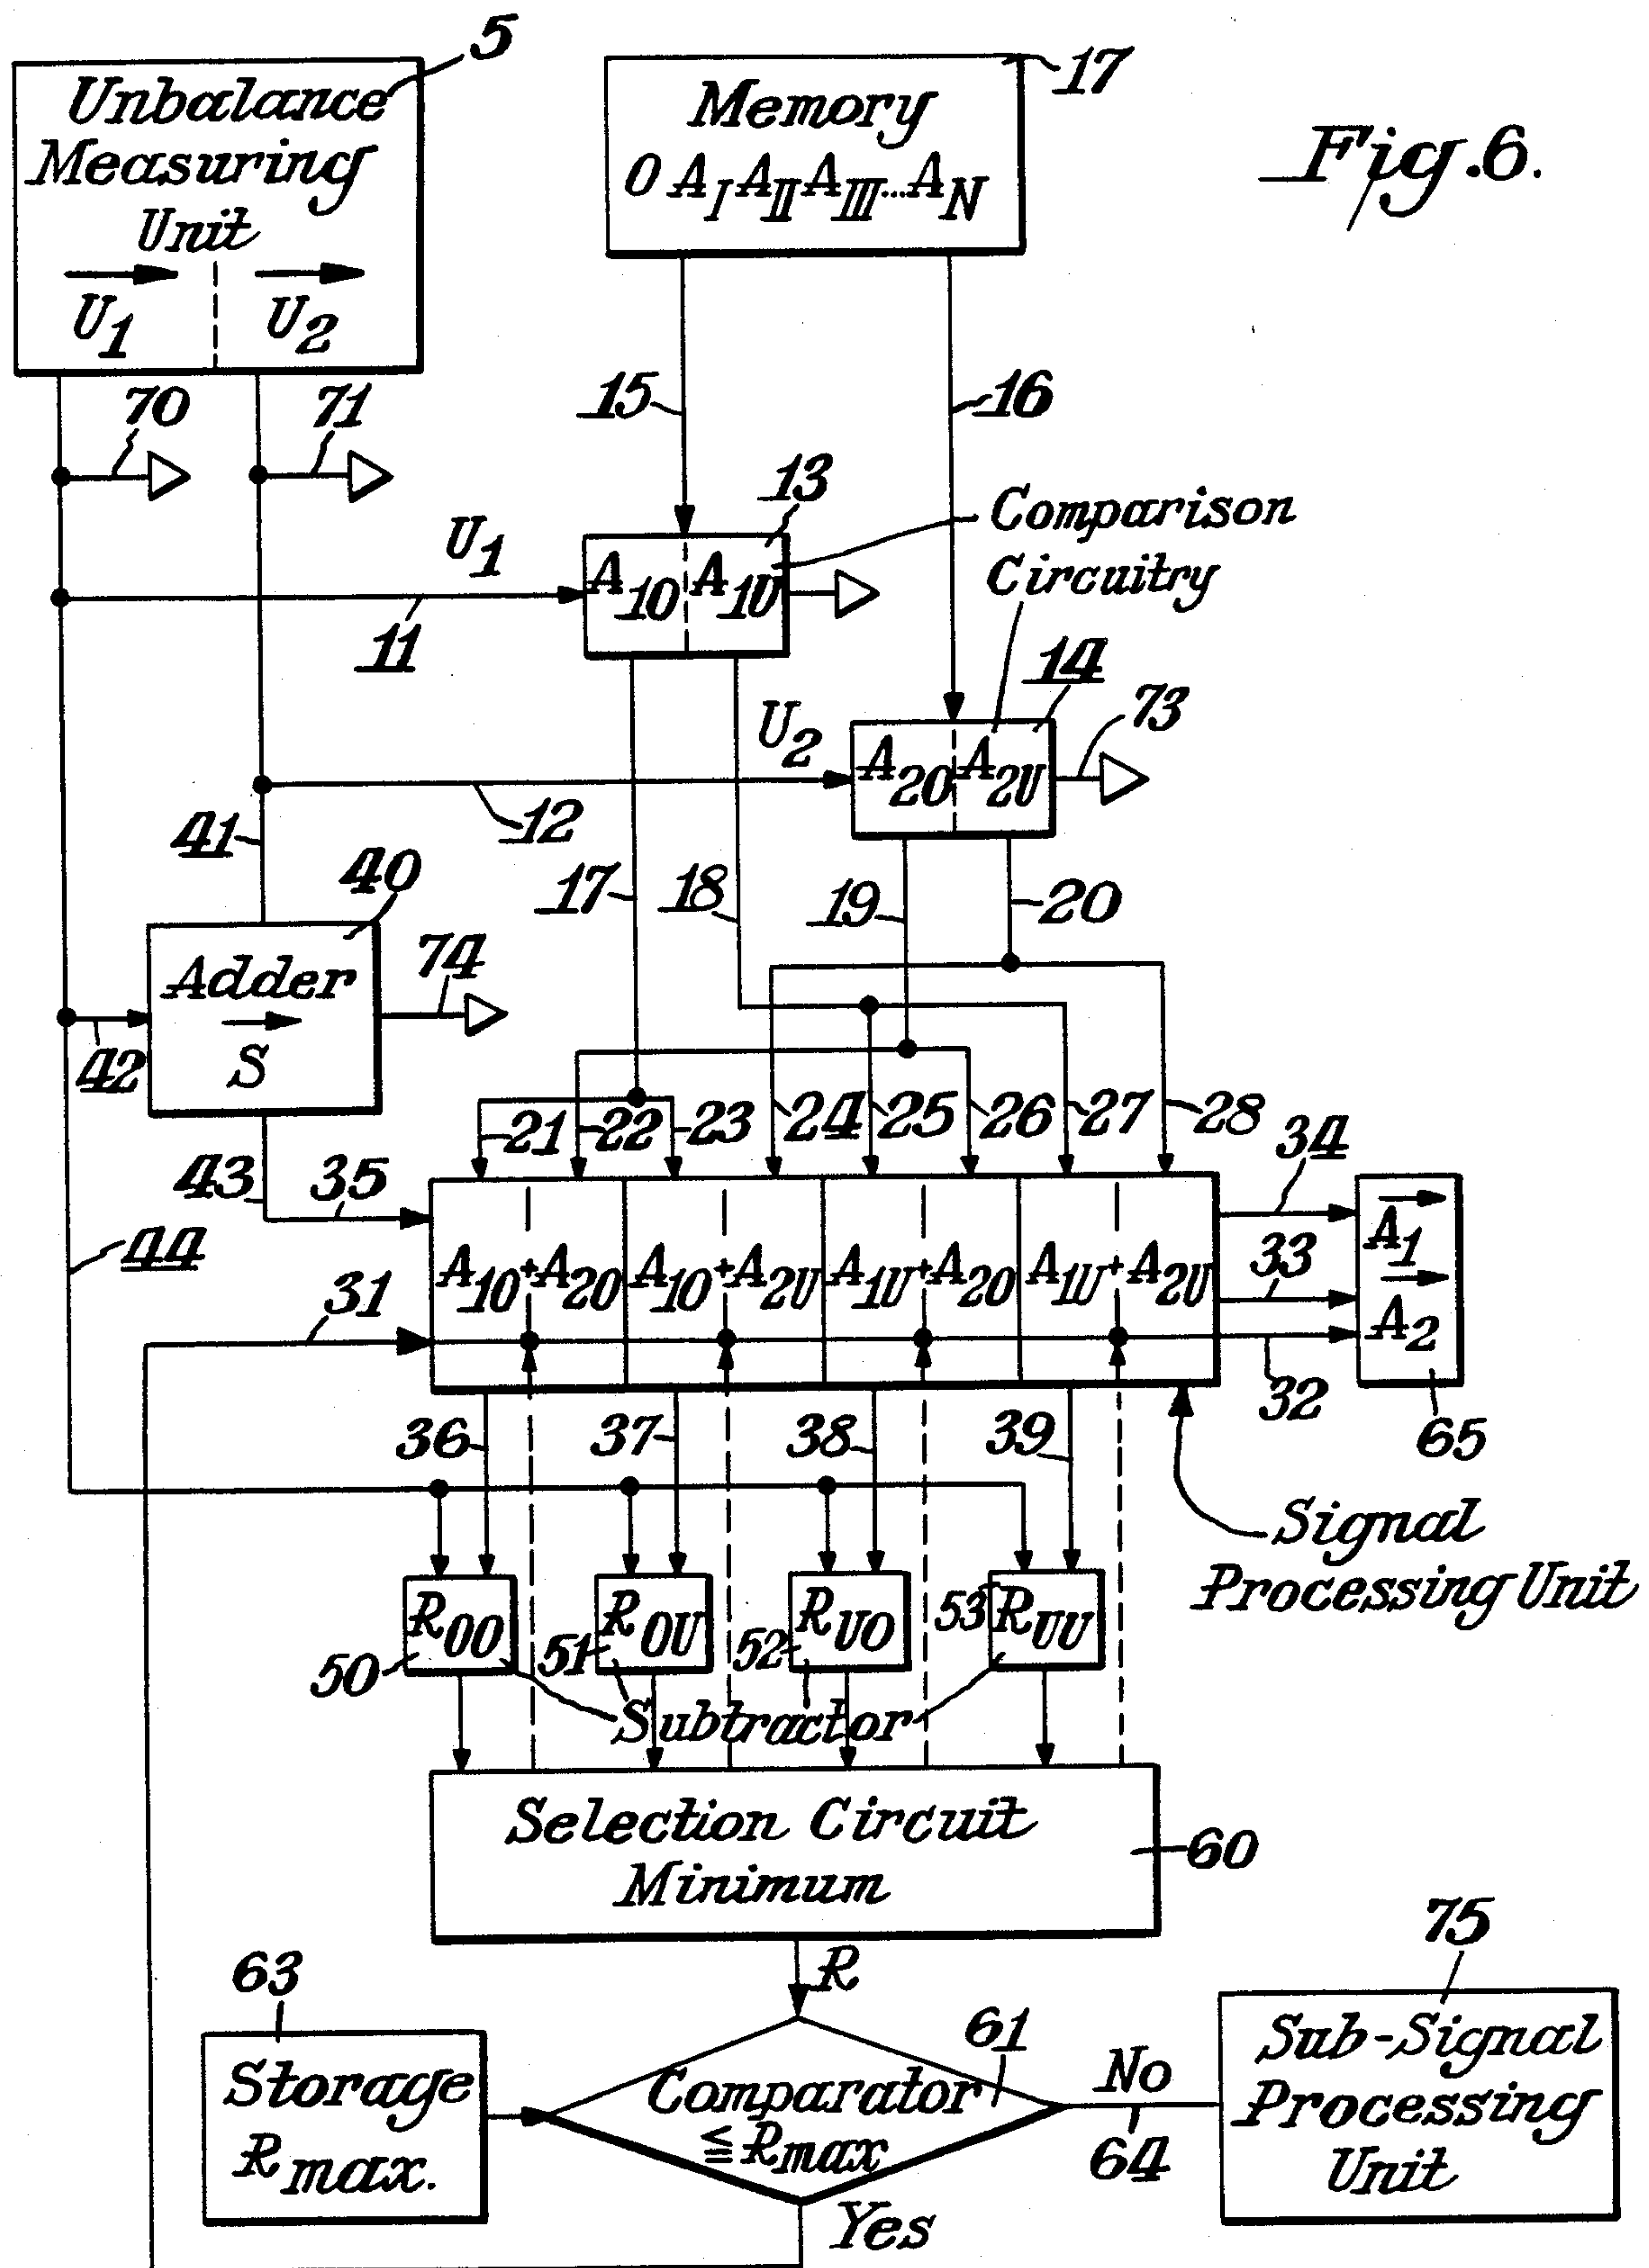 5
Unbalance
Measuring
Unit
U1 U2
17
Memory
O AI AII AIII...AN
Fig.6.
70
71
15
16
13
Comparison
Circuitry
U1
A10 A1U
11
14
73
U2
A20 A2U
12
41
40
17
18
19
20
Adder
S
74
42
43
35
21
22
23
24
25
26
27
28
34
44
A10+A20 A10+A2U A1U+A20 A1U+A2U
33
A1
A2
31
32
65
36
37
38
39
Signal
Processing Unit
ROO
ROU
RUO
RUU
50
51
52
53
Subtractor
Selection Circuit
Minimum
60
R
63
Storage
Rmax.
61
Comparator
≦ Rmax
No
64
75
Sub-Signal
Processing
Unit
Yes